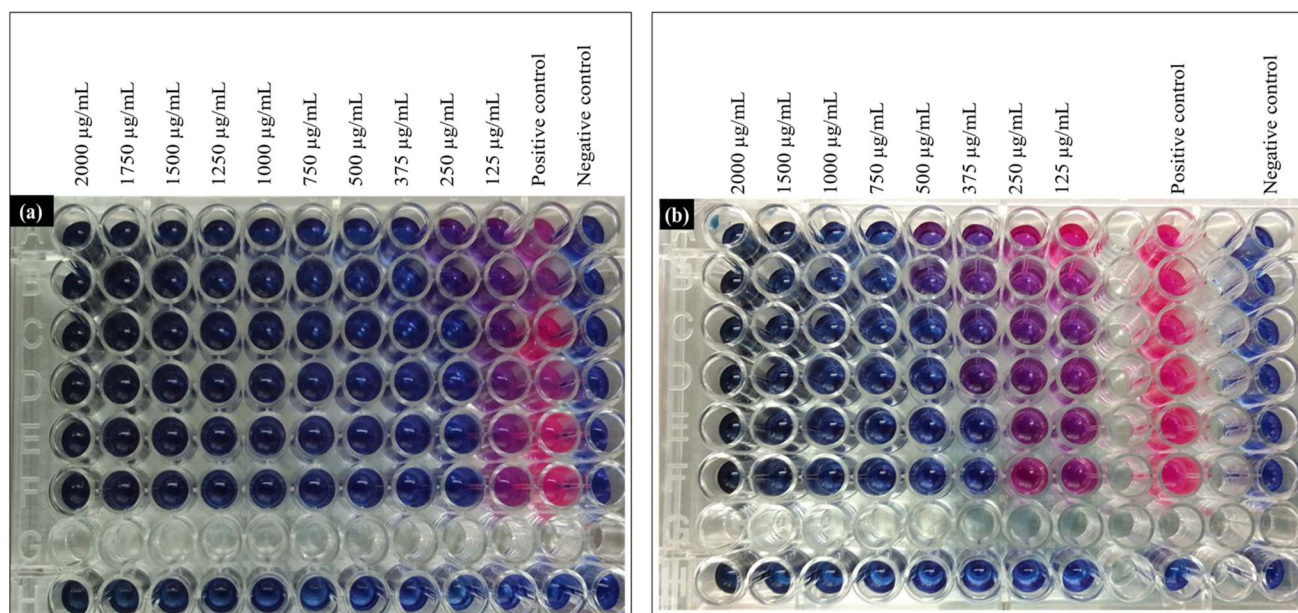 2000 µg/mL
1750 µg/mL
1500 µg/mL
1250 µg/mL
1000 µg/mL
750 µg/mL
500 µg/mL
375 µg/mL
250 µg/mL
125 µg/mL
Positive control
Negative control
(a)
A
B
C
D
E
F
G
H
2000 µg/mL
1500 µg/mL
1000 µg/mL
750 µg/mL
500 µg/mL
375 µg/mL
250 µg/mL
125 µg/mL
Positive control
Negative control
(b)
A
B
C
D
E
F
G
H